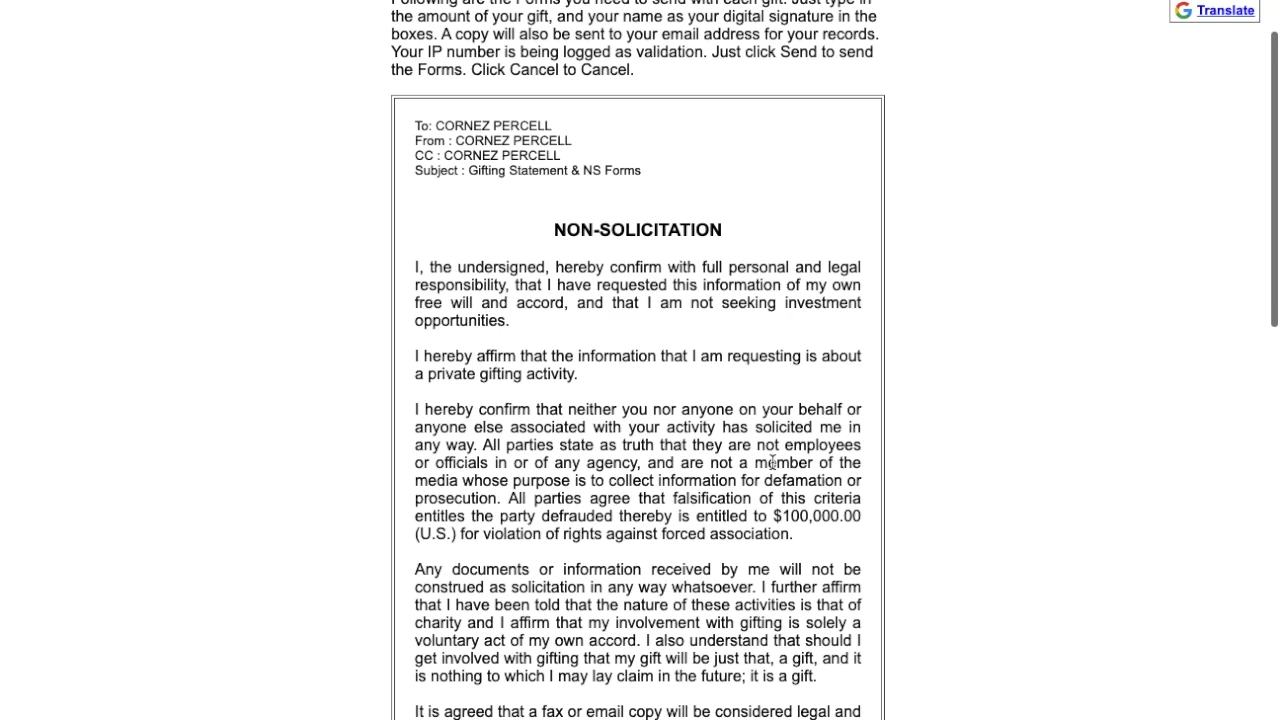 Following are the Forms you need to send with each gift. Just type in
Translate
the amount of your gift, and your name as your digital signature in the
boxes. A copy will also be sent to your email address for your records.
Your IP number is being logged as validation. Just click Send to send
the Forms. Click Cancel to Cancel.
To: CORNEZ PERCELL
From : CORNEZ PERCELL
CC : CORNEZ PERCELL
Subject : Gifting Statement & NS Forms
NON-SOLICITATION
I, the undersigned, hereby confirm with full personal and legal
responsibility, that I have requested this information of my own
free will and accord, and that I am not seeking investment
opportunities.
I hereby affirm that the information that I am requesting is about
a private gifting activity.
I hereby confirm that neither you nor anyone on your behalf or
anyone else associated with your activity has solicited me in
any way. All parties state as truth that they are not employees
or officials in or of any agency, and are not a member of the
media whose purpose is to collect information for defamation or
prosecution. All parties agree that falsification of this criteria
entitles the party defrauded thereby is entitled to $100,000.00
(U.S.) for violation of rights against forced association.
Any documents or information received by me will not be
construed as solicitation in any way whatsoever. I further affirm
that I have been told that the nature of these activities is that of
charity and I affirm that my involvement with gifting is solely a
voluntary act of my own accord. I also understand that should I
get involved with gifting that my gift will be just that, a gift, and it
is nothing to which I may lay claim in the future; it is a gift.
It is agreed that a fax or email copy will be considered legal and